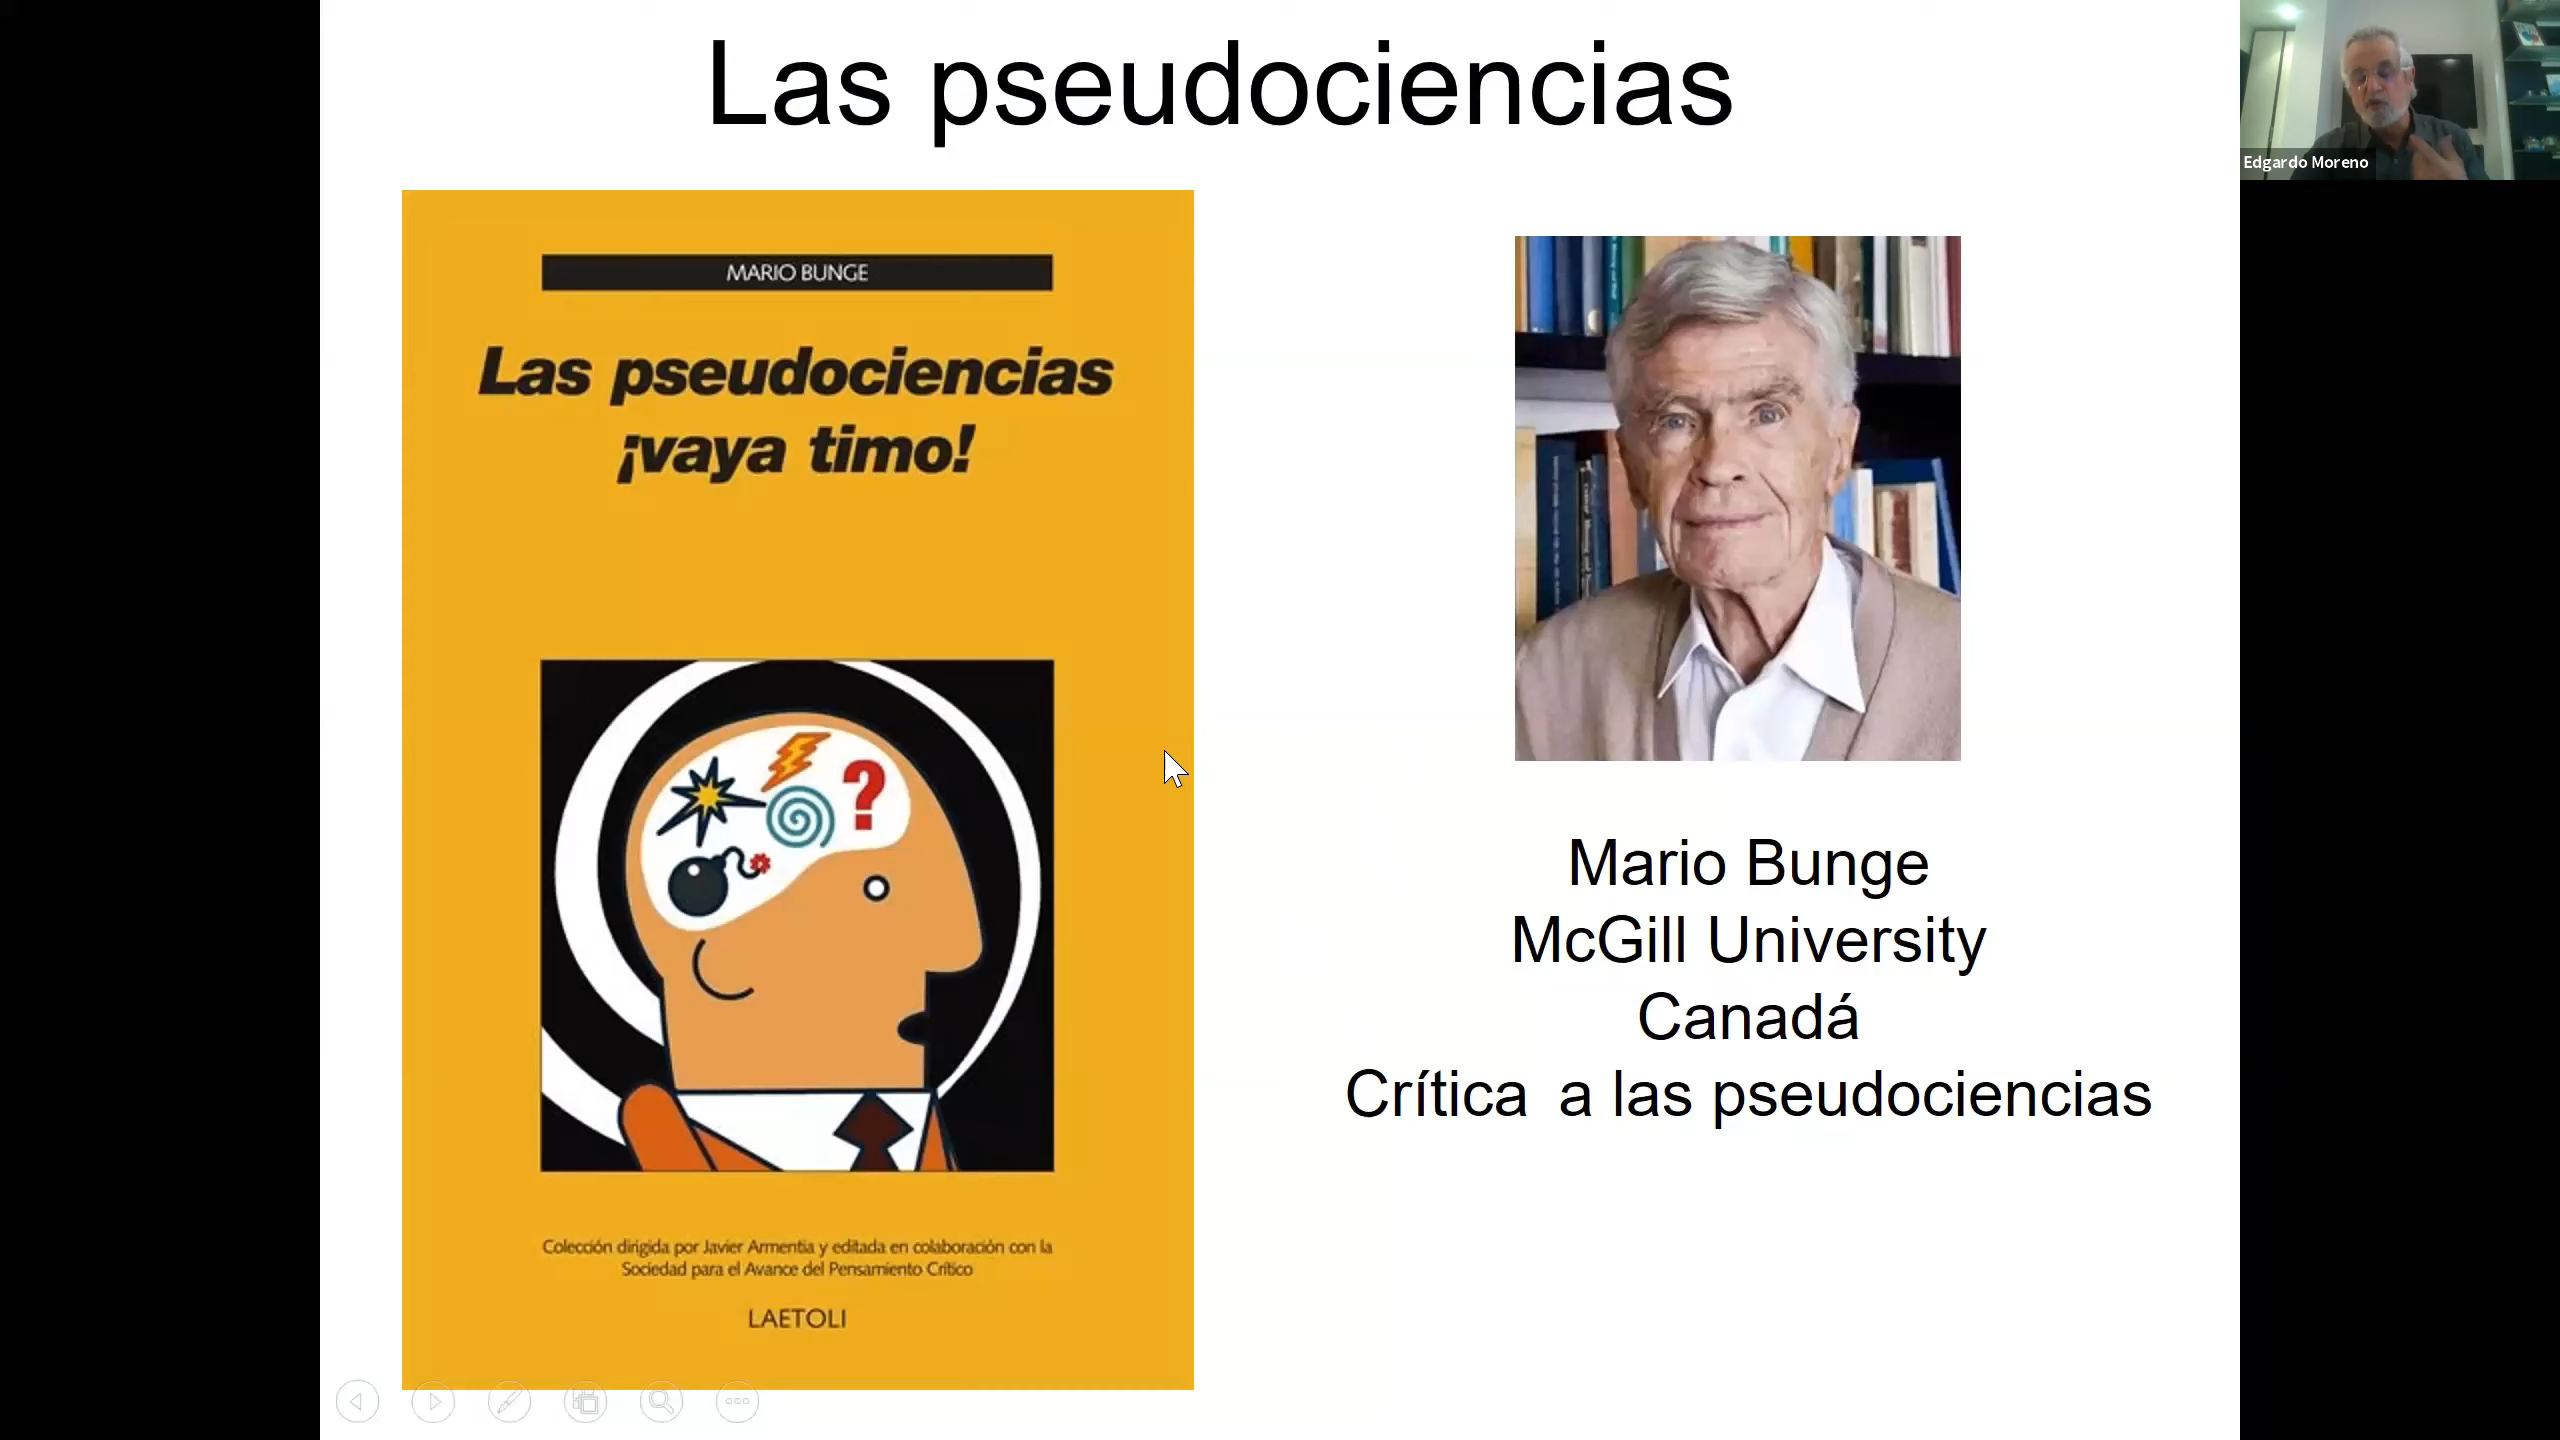 Las pseudociencias
Edgardo Moreno
MARIO BUNGE
Las pseudociencias
¡vaya timo!
?
Colección dirigida por Javier Armentia y editada en colaboración con la
Sociedad para el Avance del Pensamiento Crítico
LAETOLI
Mario Bunge
McGill University
Canadá
Crítica a las pseudociencias